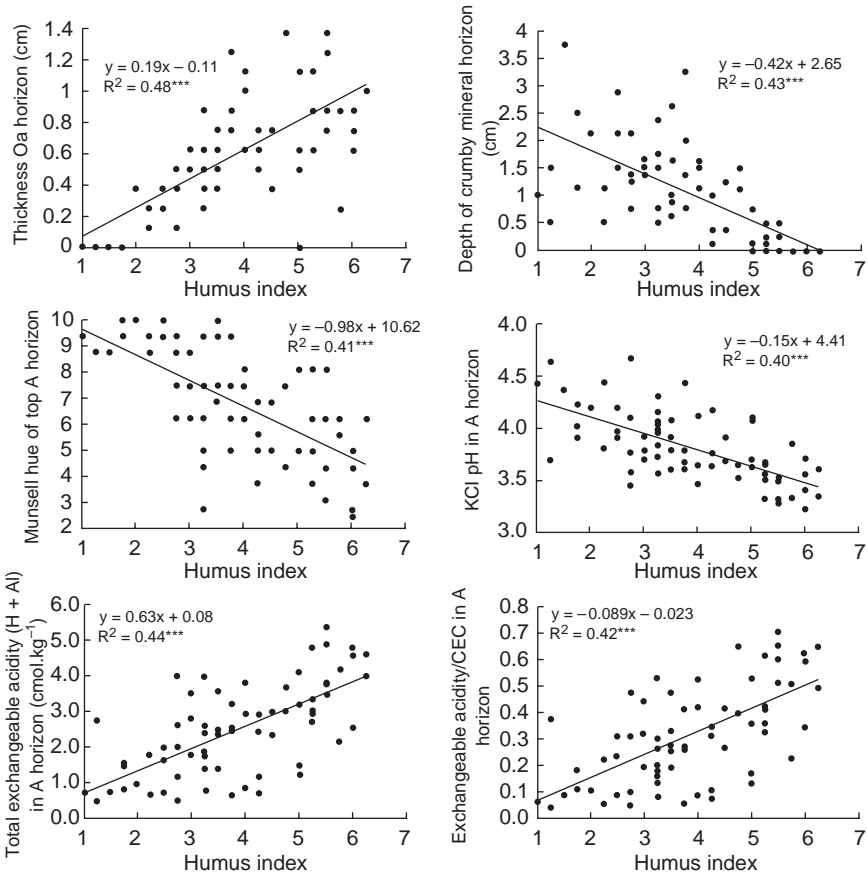 Thickness Oa horizon (cm)
1.4
1.2
1
0.8
0.6
0.4
0.2
0
y = 0.19x – 0.11
R² = 0.48***
1 2 3 4 5 6 7
Humus index
Depth of crumby mineral horizon
(cm)
4
3.5
3
2.5
2
1.5
1
0.5
0
y = –0.42x + 2.65
R² = 0.43***
1 2 3 4 5 6 7
Humus index
Munsell hue of top A horizon
10
9
8
7
6
5
4
3
2
y = –0.98x + 10.62
R² = 0.41***
1 2 3 4 5 6 7
Humus index
KCl pH in A horizon
4.0
4.5
4.0
3.5
3.0
y = –0.15x + 4.41
R² = 0.40***
1 2 3 4 5 6 7
Humus index
Total exchangeable acidity (H + Al)
in A horizon (cmol.kg⁻¹)
6.0
5.0
4.0
3.0
2.0
1.0
0.0
y = 0.63x + 0.08
R² = 0.44***
1 2 3 4 5 6 7
Humus index
Exchangeable acidity/CEC in A
horizon
0.8
0.7
0.6
0.5
0.4
0.3
0.2
0.1
0.0
y = –0.089x – 0.023
R² = 0.42***
1 2 3 4 5 6 7
Humus index